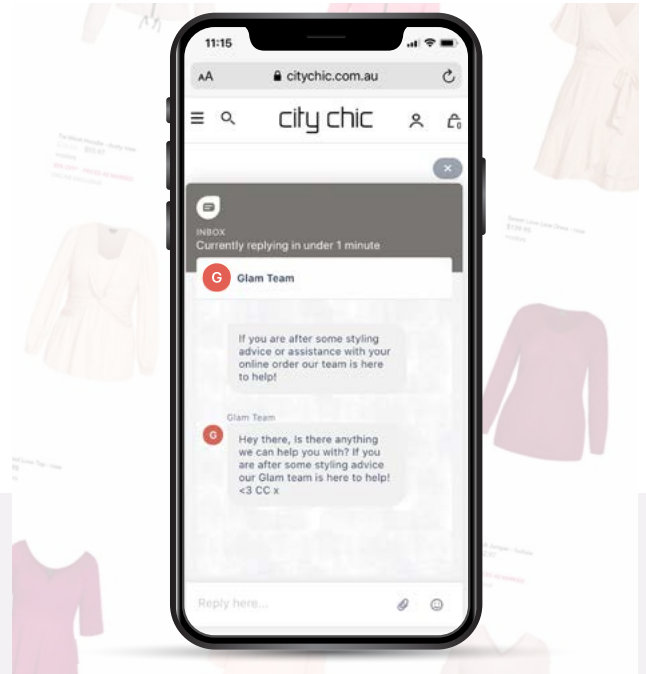 11:15
AA citychic.com.au
city chic
0
INBOX
Currently replying in under 1 minute
G Glam Team
If you are after some styling
advice or assistance with your
online order our team is here
to help!
Glam Team
G
Hey there, Is there anything
we can help you with? If you
are after some styling advice
our Glam team is here to help!
<3 CC x
Reply here...
$139.95